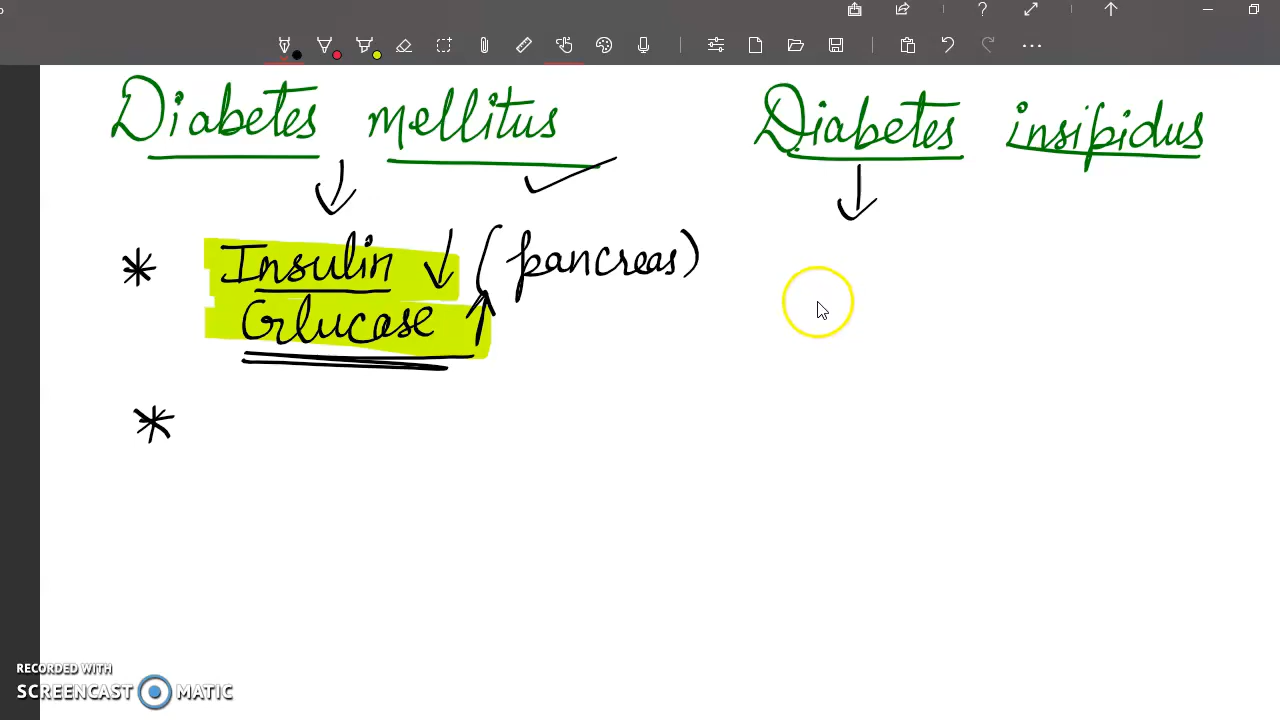 Diabetes mellitus
Diabetes insipidus
* Insulin ↓ (pancreas)
Glucose ↑
*
RECORDED WITH
SCREENCAST MATIC